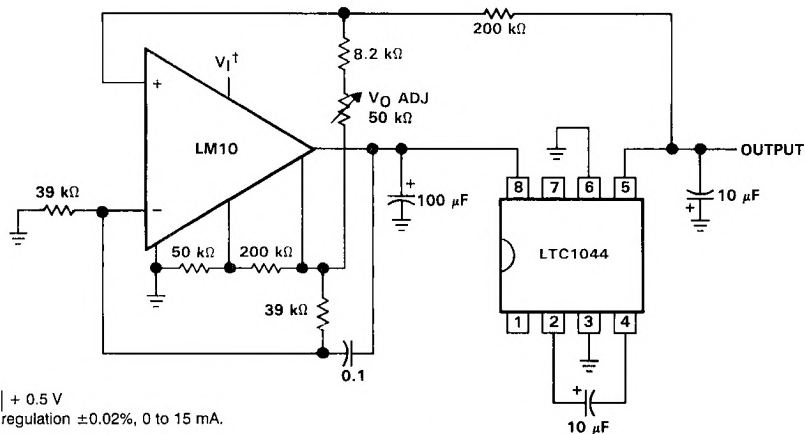 200 kΩ
8.2 kΩ
VI†
+
VO ADJ
50 kΩ
LM10
OUTPUT
39 kΩ
−
+
100 μF
8 7 6 5
10 μF
+
50 kΩ
200 kΩ
LTC1044
39 kΩ
1 2 3 4
0.1
+
10 μF
| + 0.5 V
regulation ±0.02%, 0 to 15 mA.